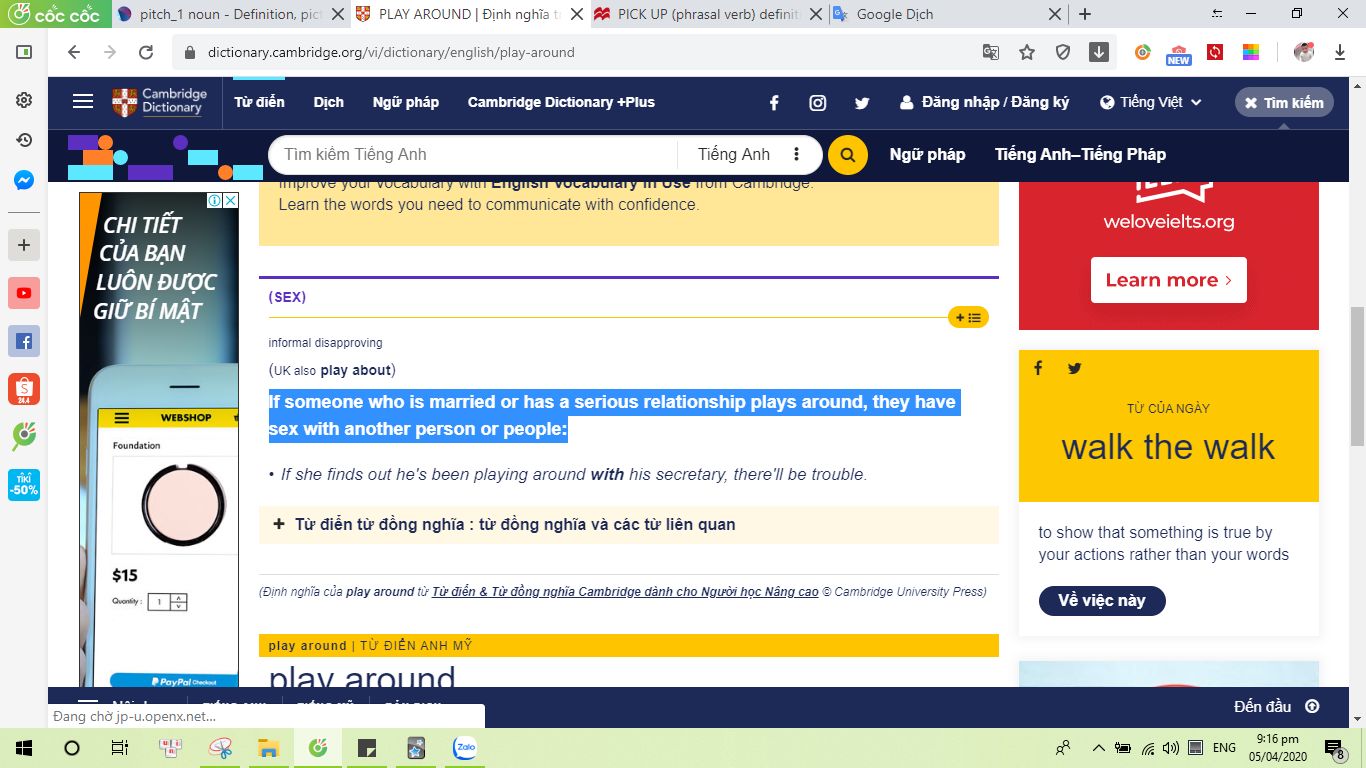 CỐC CỐC
pitch_1 noun - Definition, pict
PLAY AROUND | Định nghĩa t
PICK UP (phrasal verb) definit
Google Dịch
dictionary.cambridge.org/vi/dictionary/english/play-around
NEW
Cambridge
Dictionary
Từ điển
Dịch
Ngữ pháp
Cambridge Dictionary +Plus
Đăng nhập / Đăng ký
Tiếng Việt
Tìm kiếm
Tìm kiếm Tiếng Anh
Tiếng Anh
Ngữ pháp
Tiếng Anh–Tiếng Pháp
Improve your vocabulary with English Vocabulary in Use from Cambridge.
Learn the words you need to communicate with confidence.
CHI TIẾT
CỦA BẠN
LUÔN ĐƯỢC
GIỮ BÍ MẬT
WEBSHOP
Foundation
$15
Quantity :
1
PayPal Checkout
(SEX)
informal disapproving
(UK also play about)
If someone who is married or has a serious relationship plays around, they have
sex with another person or people:
• If she finds out he's been playing around with his secretary, there'll be trouble.
+ Từ điển từ đồng nghĩa : từ đồng nghĩa và các từ liên quan
(Định nghĩa của play around từ Từ điển & Từ đồng nghĩa Cambridge dành cho Người học Nâng cao © Cambridge University Press)
play around | TỪ ĐIỂN ANH MỸ
play around
weloveielts.org
Learn more
TỪ CỦA NGÀY
walk the walk
to show that something is true by
your actions rather than your words
Về việc này
24.4
TIKI
-50%
Đến đầu
Đang chờ jp-u.openx.net...
Zalo
ENG
9:16 pm
05/04/2020
8